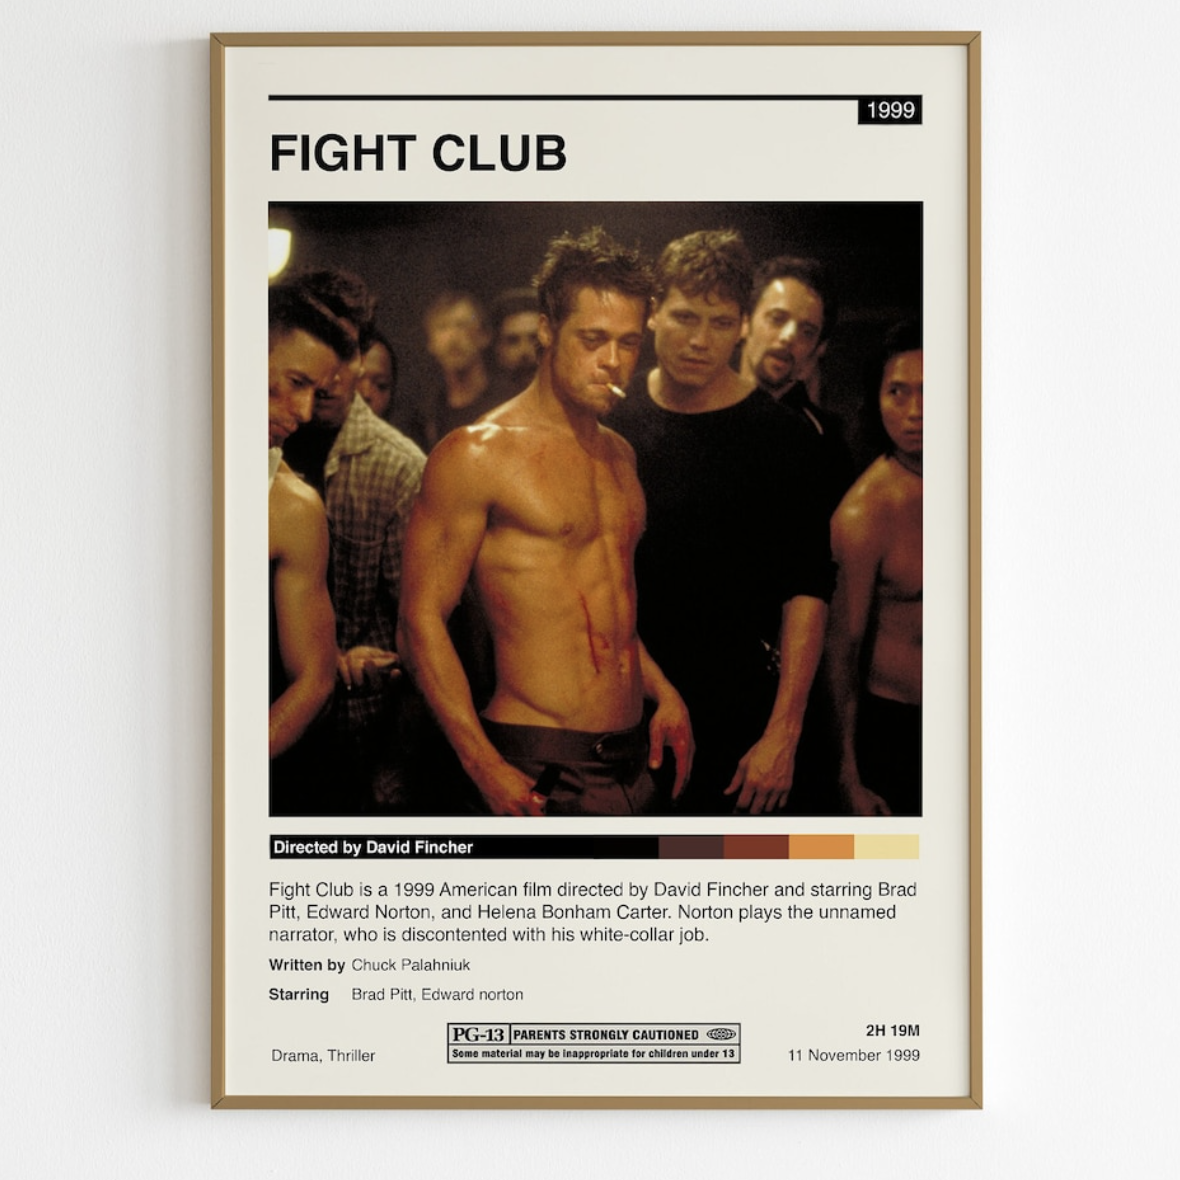 1999
FIGHT CLUB
Directed by David Fincher
Fight Club is a 1999 American film directed by David Fincher and starring Brad
Pitt, Edward Norton, and Helena Bonham Carter. Norton plays the unnamed
narrator, who is discontented with his white-collar job.
Written by Chuck Palahniuk
Starring Brad Pitt, Edward norton
PG-13 PARENTS STRONGLY CAUTIONED
Some material may be inappropriate for children under 13
Drama, Thriller
2H 19M
11 November 1999